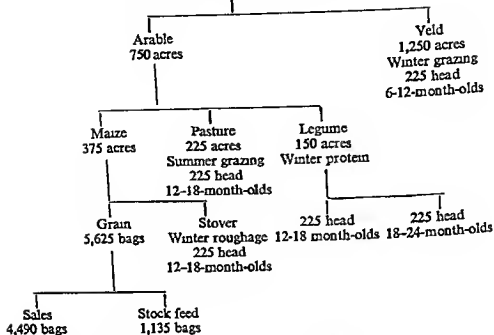 Arable
750 acres
Veld
1,250 acres
Winter grazing
225 head
6-12-month-olds
Maize
375 acres
Pasture
225 acres
Summer grazing
225 head
12-18-month-olds
Legume
150 acres
Winter protein
Grain
5,625 bags
Stover
Winter roughage
225 head
12-18-month-olds
225 head
12-18 month-olds
225 head
18-24-month-olds
Sales
4,490 bags
Stock feed
1,135 bags